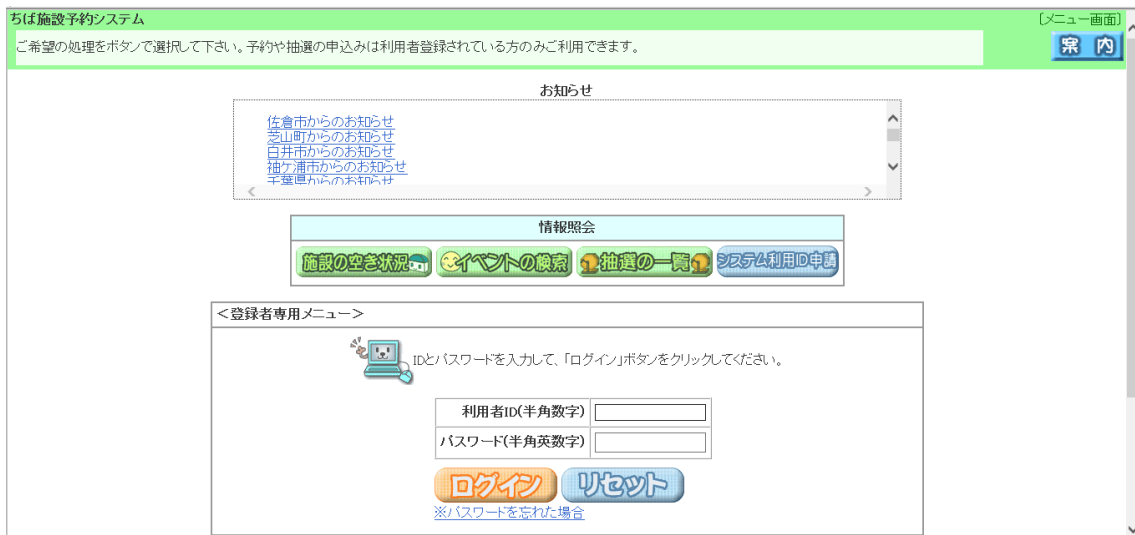 ちば施設予約システム
〔メニュー画面〕
ご希望の処理をボタンで選択して下さい。予約や抽選の申込みは利用者登録されている方のみご利用できます。
案 内
お知らせ
佐倉市からのお知らせ
芝山町からのお知らせ
白井市からのお知らせ
袖ケ浦市からのお知らせ
千葉県からのお知らせ
情報照会
施設の空き状況 イベントの検索 抽選の一覧 システム利用ID申請
＜登録者専用メニュー＞
IDとパスワードを入力して、「ログイン」ボタンをクリックしてください。
利用者ID(半角数字)
パスワード(半角英数字)
ログイン リセット
※パスワードを忘れた場合